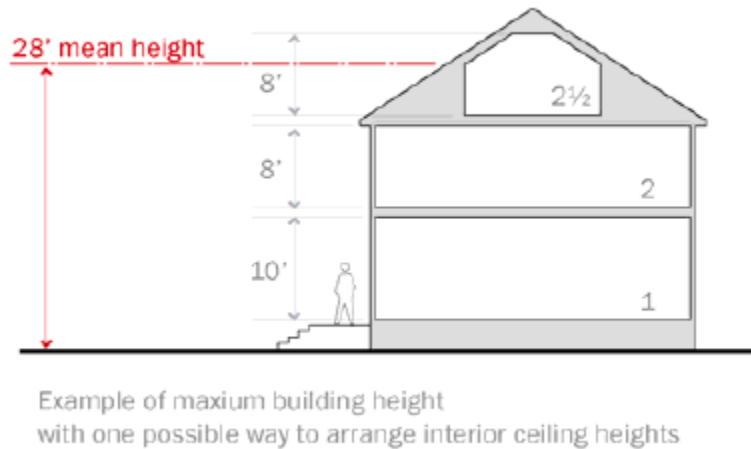 28' mean height
8'
2½
8'
2
10'
1
Example of maxium building height
with one possible way to arrange interior ceiling heights